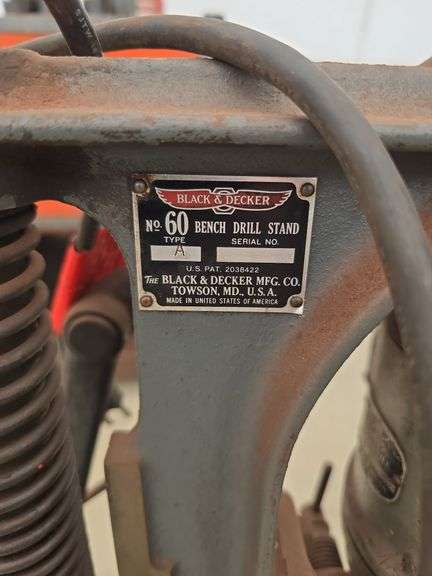 BLACK & DECKER
No. 60 BENCH DRILL STAND
TYPE SERIAL NO.
A
U.S. PAT. 2038422
THE BLACK & DECKER MFG. CO.
TOWSON, MD., U.S.A.
MADE IN UNITED STATES OF AMERICA